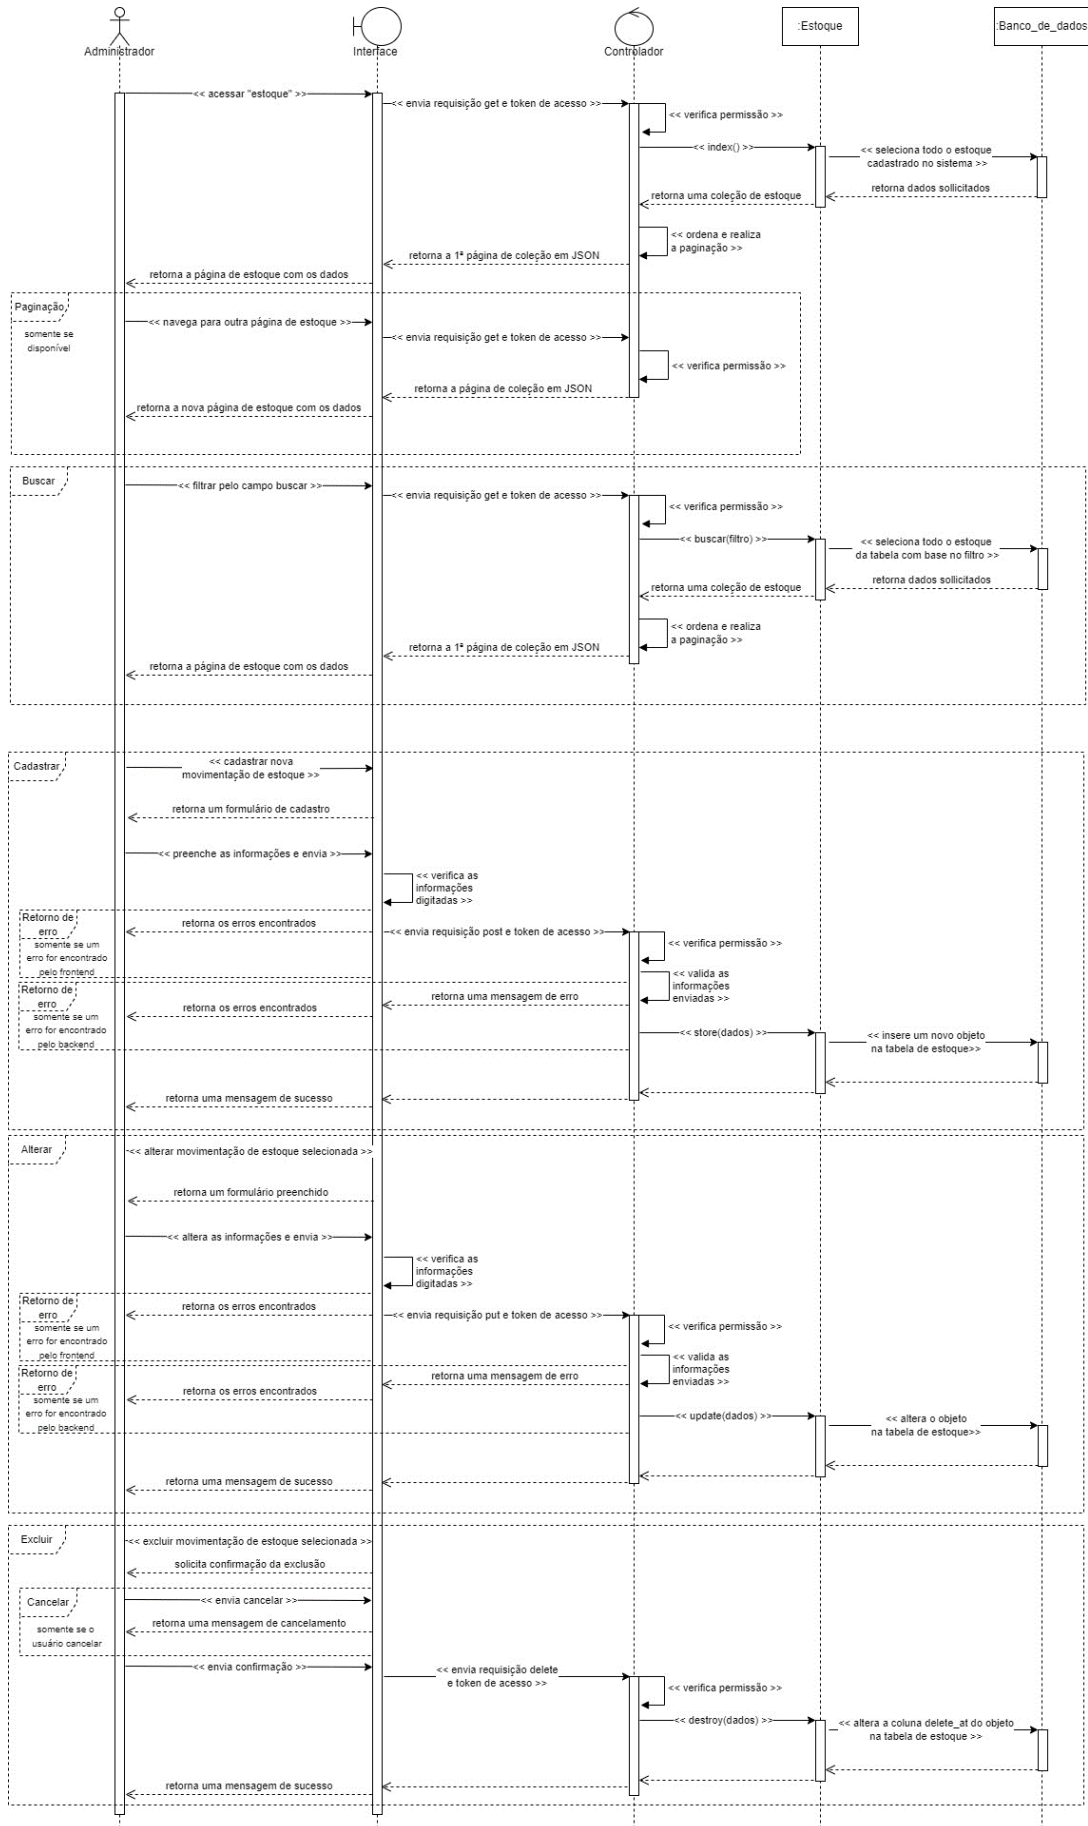 Administrador
Interface
Controlador
:Estoque
:Banco_de_dados
<< acessar "estoque" >>
<< envia requisição get e token de acesso >>
<< verifica permissão >>
<< index() >>
<< seleciona todo o estoque
cadastrado no sistema >>
retorna dados sollicitados
retorna uma coleção de estoque
<< ordena e realiza
a paginação >>
retorna a 1ª página de coleção em JSON
retorna a página de estoque com os dados
Paginação
somente se
disponível
<< navega para outra página de estoque >>
<< envia requisição get e token de acesso >>
<< verifica permissão >>
retorna a página de coleção em JSON
retorna a nova página de estoque com os dados
Buscar
<< filtrar pelo campo buscar >>
<< envia requisição get e token de acesso >>
<< verifica permissão >>
<< buscar(filtro) >>
<< seleciona todo o estoque
da tabela com base no filtro >>
retorna dados sollicitados
retorna uma coleção de estoque
<< ordena e realiza
a paginação >>
retorna a 1ª página de coleção em JSON
retorna a página de estoque com os dados
Cadastrar
<< cadastrar nova
movimentação de estoque >>
retorna um formulário de cadastro
<< preenche as informações e envia >>
<< verifica as
informações
digitadas >>
Retorno de
erro
somente se um
erro for encontrado
pelo frontend
retorna os erros encontrados
<< envia requisição post e token de acesso >>
<< verifica permissão >>
<< valida as
informações
enviadas >>
Retorno de
erro
somente se um
erro for encontrado
pelo backend
retorna uma mensagem de erro
retorna os erros encontrados
<< store(dados) >>
<< insere um novo objeto
na tabela de estoque>>
retorna uma mensagem de sucesso
Alterar
<< alterar movimentação de estoque selecionada >>
retorna um formulário preenchido
<< altera as informações e envia >>
<< verifica as
informações
digitadas >>
Retorno de
erro
somente se um
erro for encontrado
pelo frontend
retorna os erros encontrados
<< envia requisição put e token de acesso >>
<< verifica permissão >>
<< valida as
informações
enviadas >>
Retorno de
erro
somente se um
erro for encontrado
pelo backend
retorna uma mensagem de erro
retorna os erros encontrados
<< update(dados) >>
<< altera o objeto
na tabela de estoque>>
retorna uma mensagem de sucesso
Excluir
<< excluir movimentação de estoque selecionada>>
solicita confirmação da exclusão
Cancelar
somente se o
usuário cancelar
<< envia cancelar >>
retorna uma mensagem de cancelamento
<< envia confirmação >>
<< envia requisição delete
e token de acesso >>
<< verifica permissão >>
<< destroy(dados) >>
<< altera a coluna delete_at do objeto
na tabela de estoque >>
retorna uma mensagem de sucesso